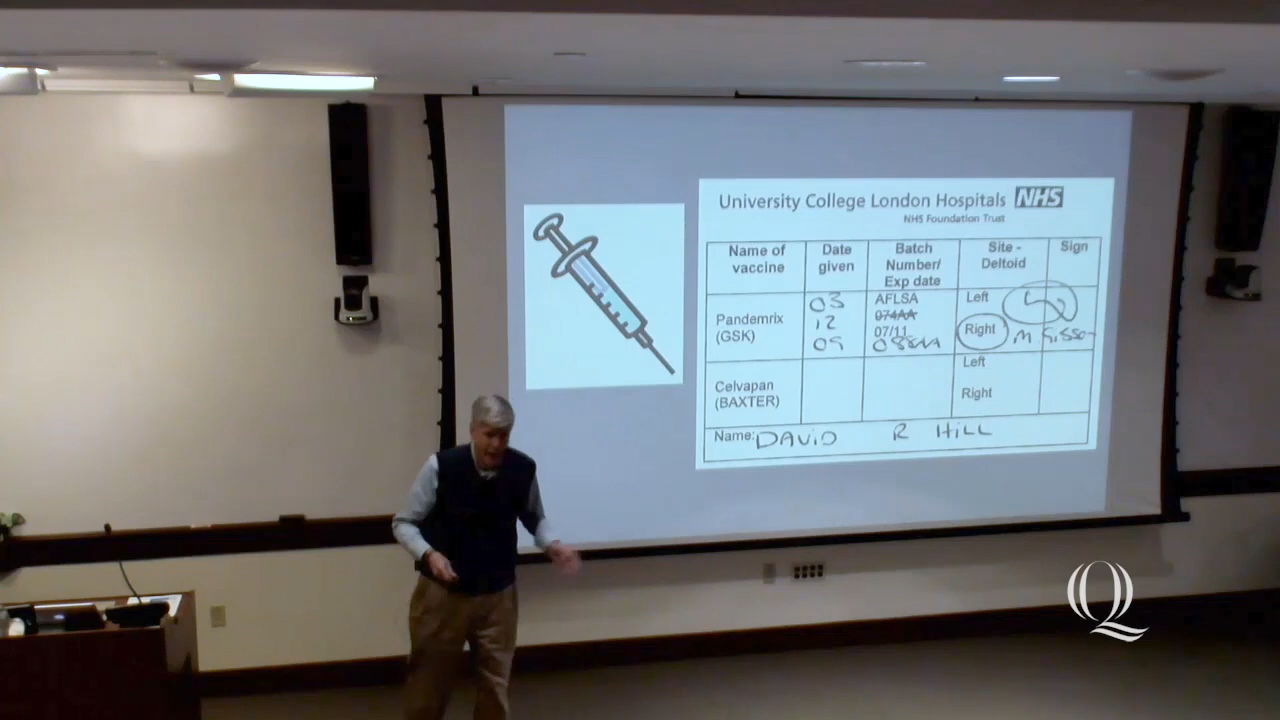 University College London Hospitals NHS
NHS Foundation Trust
Name of vaccine
Date given
Batch Number/ Exp date
Site - Deltoid
Sign
Pandemrix (GSK)
03
12
09
AFLSA
074AA
07/11
088AA
Left
Right
M. Sisson
Celvapan (BAXTER)
Left
Right
Name: DAVID R HILL
Q